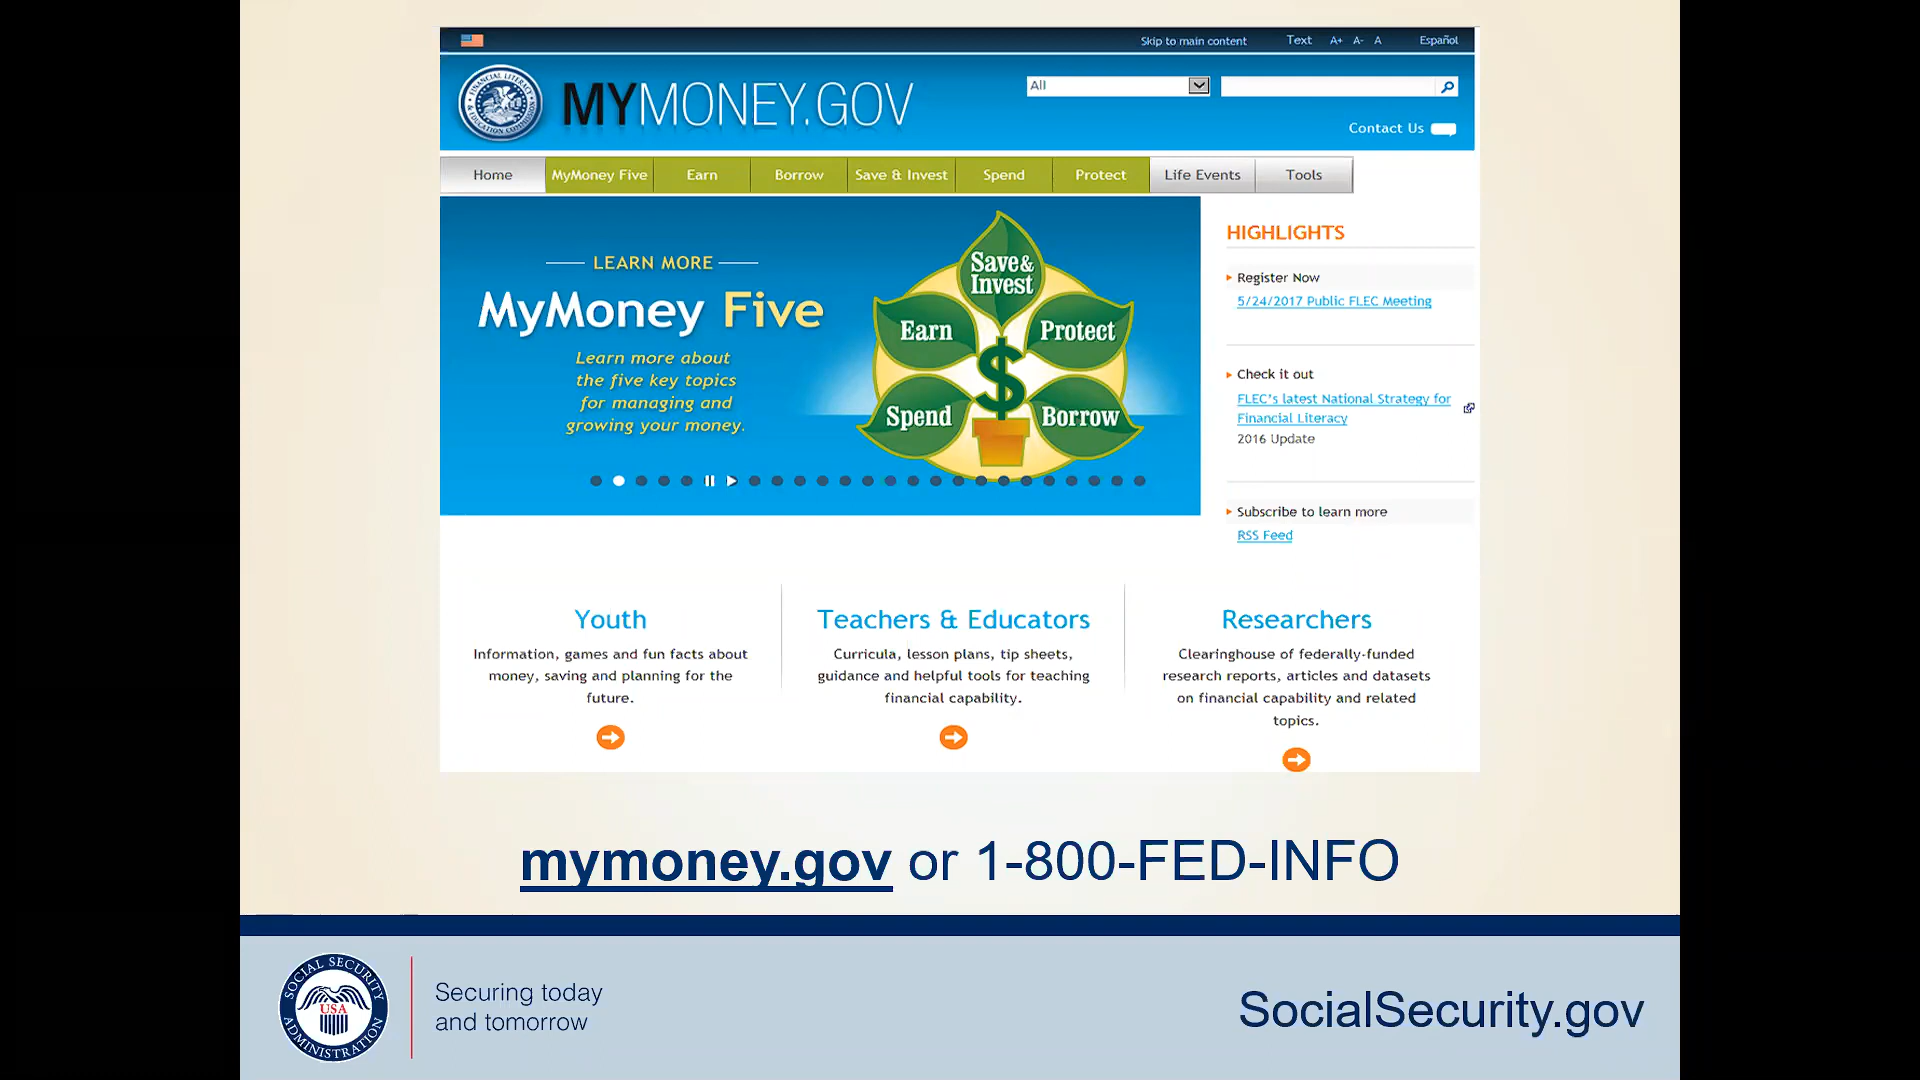 Skip to main content Text A+ A- A Español
FINANCIAL LITERACY & EDUCATION COMMISSION
MYMONEY.GOV
All
Contact Us
Home MyMoney Five Earn Borrow Save & Invest Spend Protect Life Events Tools
LEARN MORE
MyMoney Five
Learn more about
the five key topics
for managing and
growing your money.
Save &
Invest
Earn
Protect
$
Spend
Borrow
HIGHLIGHTS
Register Now
5/24/2017 Public FLEC Meeting
Check it out
FLEC's latest National Strategy for
Financial Literacy
2016 Update
Subscribe to learn more
RSS Feed
Youth
Information, games and fun facts about
money, saving and planning for the
future.
Teachers & Educators
Curricula, lesson plans, tip sheets,
guidance and helpful tools for teaching
financial capability.
Researchers
Clearinghouse of federally-funded
research reports, articles and datasets
on financial capability and related
topics.
mymoney.gov or 1-800-FED-INFO
SOCIAL SECURITY ADMINISTRATION
USA
Securing today
and tomorrow
SocialSecurity.gov